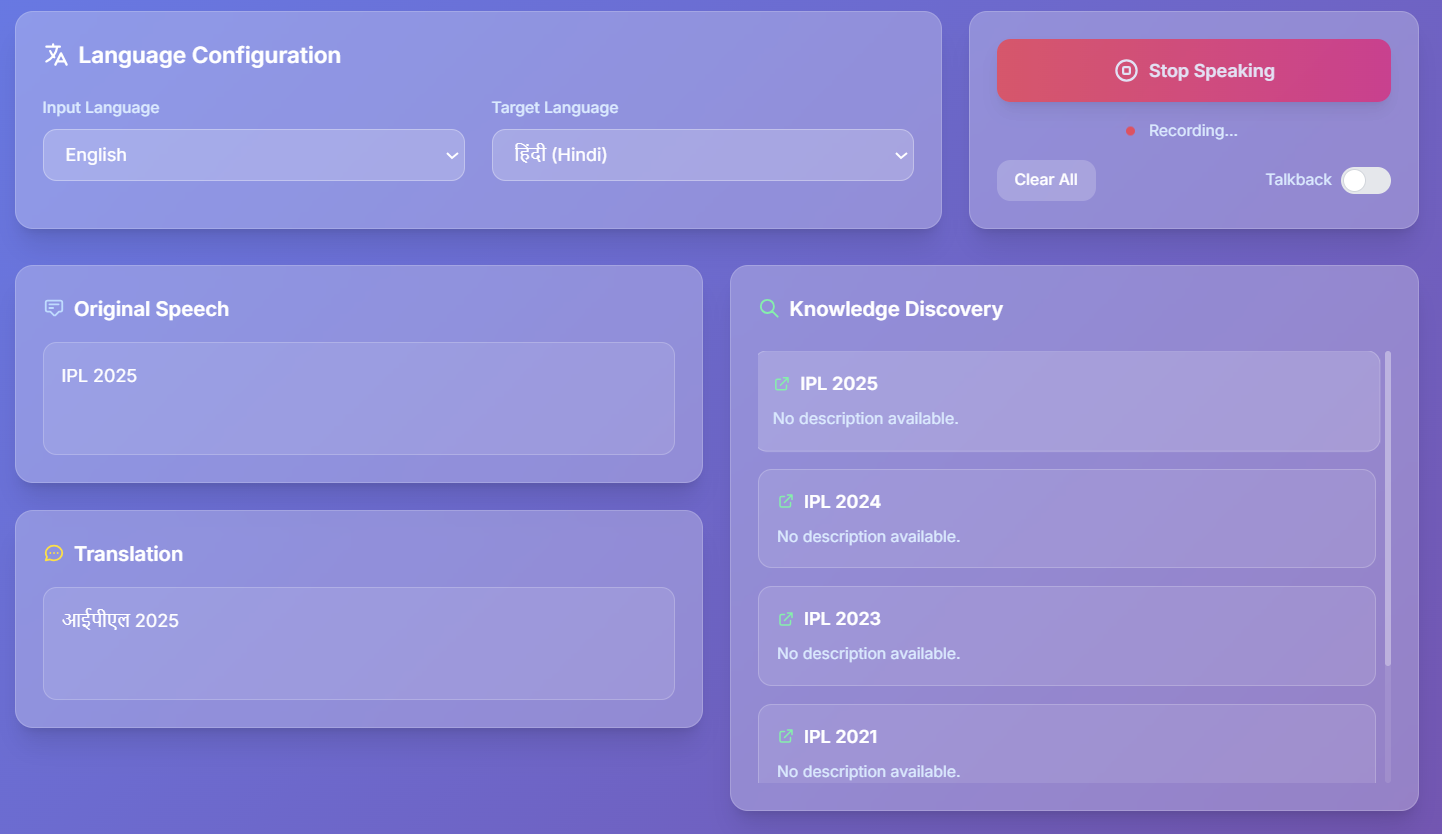 Language Configuration
Input Language
Target Language
English
हिंदी (Hindi)
Stop Speaking
Recording...
Clear All
Talkback
Original Speech
IPL 2025
Translation
आईपीएल 2025
Knowledge Discovery
IPL 2025
No description available.
IPL 2024
No description available.
IPL 2023
No description available.
IPL 2021
No description available.